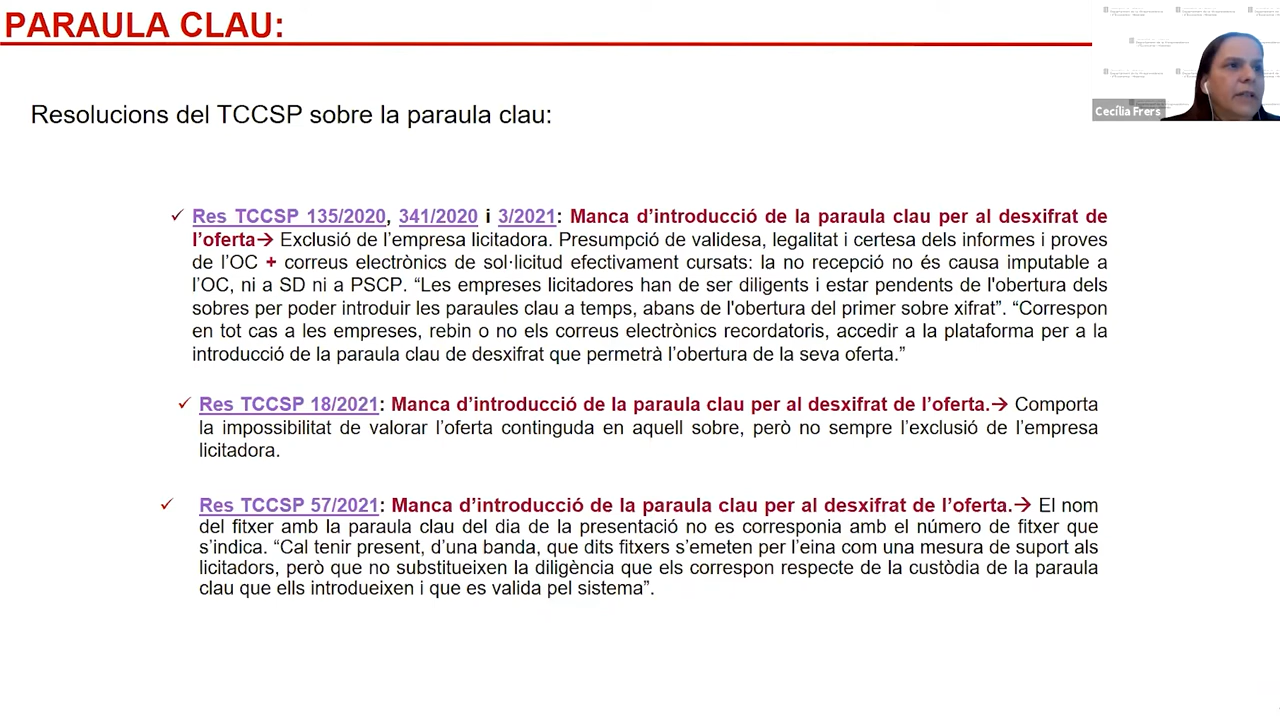 PARAULA CLAU:
Cecília Frers
Resolucions del TCCSP sobre la paraula clau:
✓ Res TCCSP 135/2020, 341/2020 i 3/2021: Manca d’introducció de la paraula clau per al desxifrat de
l’oferta→ Exclusió de l’empresa licitadora. Presumpció de validesa, legalitat i certesa dels informes i proves
de l’OC + correus electrònics de sol·licitud efectivament cursats: la no recepció no és causa imputable a
l’OC, ni a SD ni a PSCP. “Les empreses licitadores han de ser diligents i estar pendents de l'obertura dels
sobres per poder introduir les paraules clau a temps, abans de l'obertura del primer sobre xifrat”. “Correspon
en tot cas a les empreses, rebin o no els correus electrònics recordatoris, accedir a la plataforma per a la
introducció de la paraula clau de desxifrat que permetrà l’obertura de la seva oferta.”
✓ Res TCCSP 18/2021: Manca d’introducció de la paraula clau per al desxifrat de l’oferta.→ Comporta
la impossibilitat de valorar l’oferta continguda en aquell sobre, però no sempre l’exclusió de l’empresa
licitadora.
✓ Res TCCSP 57/2021: Manca d’introducció de la paraula clau per al desxifrat de l’oferta.→ El nom
del fitxer amb la paraula clau del dia de la presentació no es corresponia amb el número de fitxer que
s’indica. “Cal tenir present, d’una banda, que dits fitxers s’emeten per l’eina com una mesura de suport als
licitadors, però que no substitueixen la diligència que els correspon respecte de la custòdia de la paraula
clau que ells introdueixen i que es valida pel sistema”.